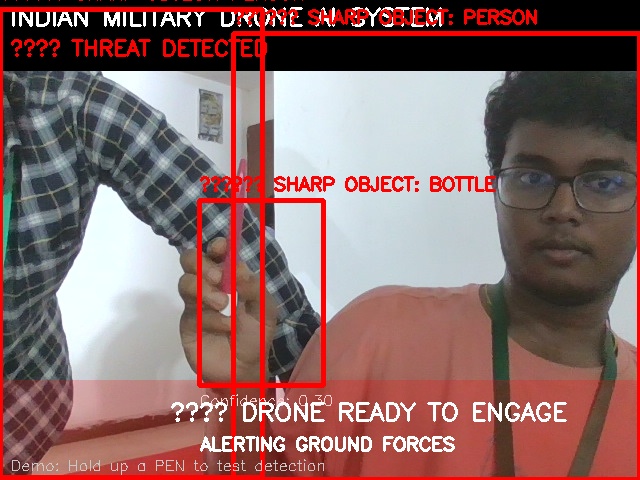 INDIAN MILITARY DRONE AI SYSTEM
SHARP OBJECT: PERSON
???? THREAT DETECTED
?????? SHARP OBJECT: BOTTLE
Confidence: 0.30
???? DRONE READY TO ENGAGE
ALERTING GROUND FORCES
Demo: Hold up a PEN to test detection